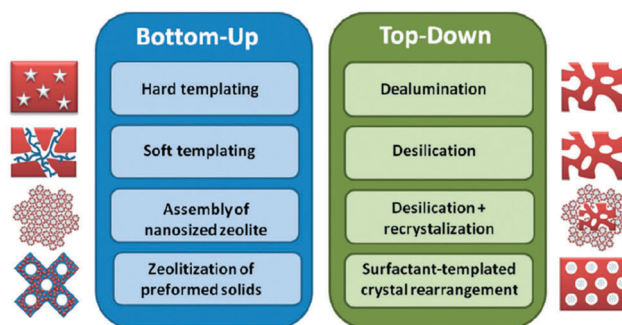 Bottom-Up
Hard templating
Soft templating
Assembly of
nanosized zeolite
Zeolitization of
preformed solids
Top-Down
Dealumination
Desilication
Desilication +
recrystalization
Surfactant-templated
crystal rearrangement